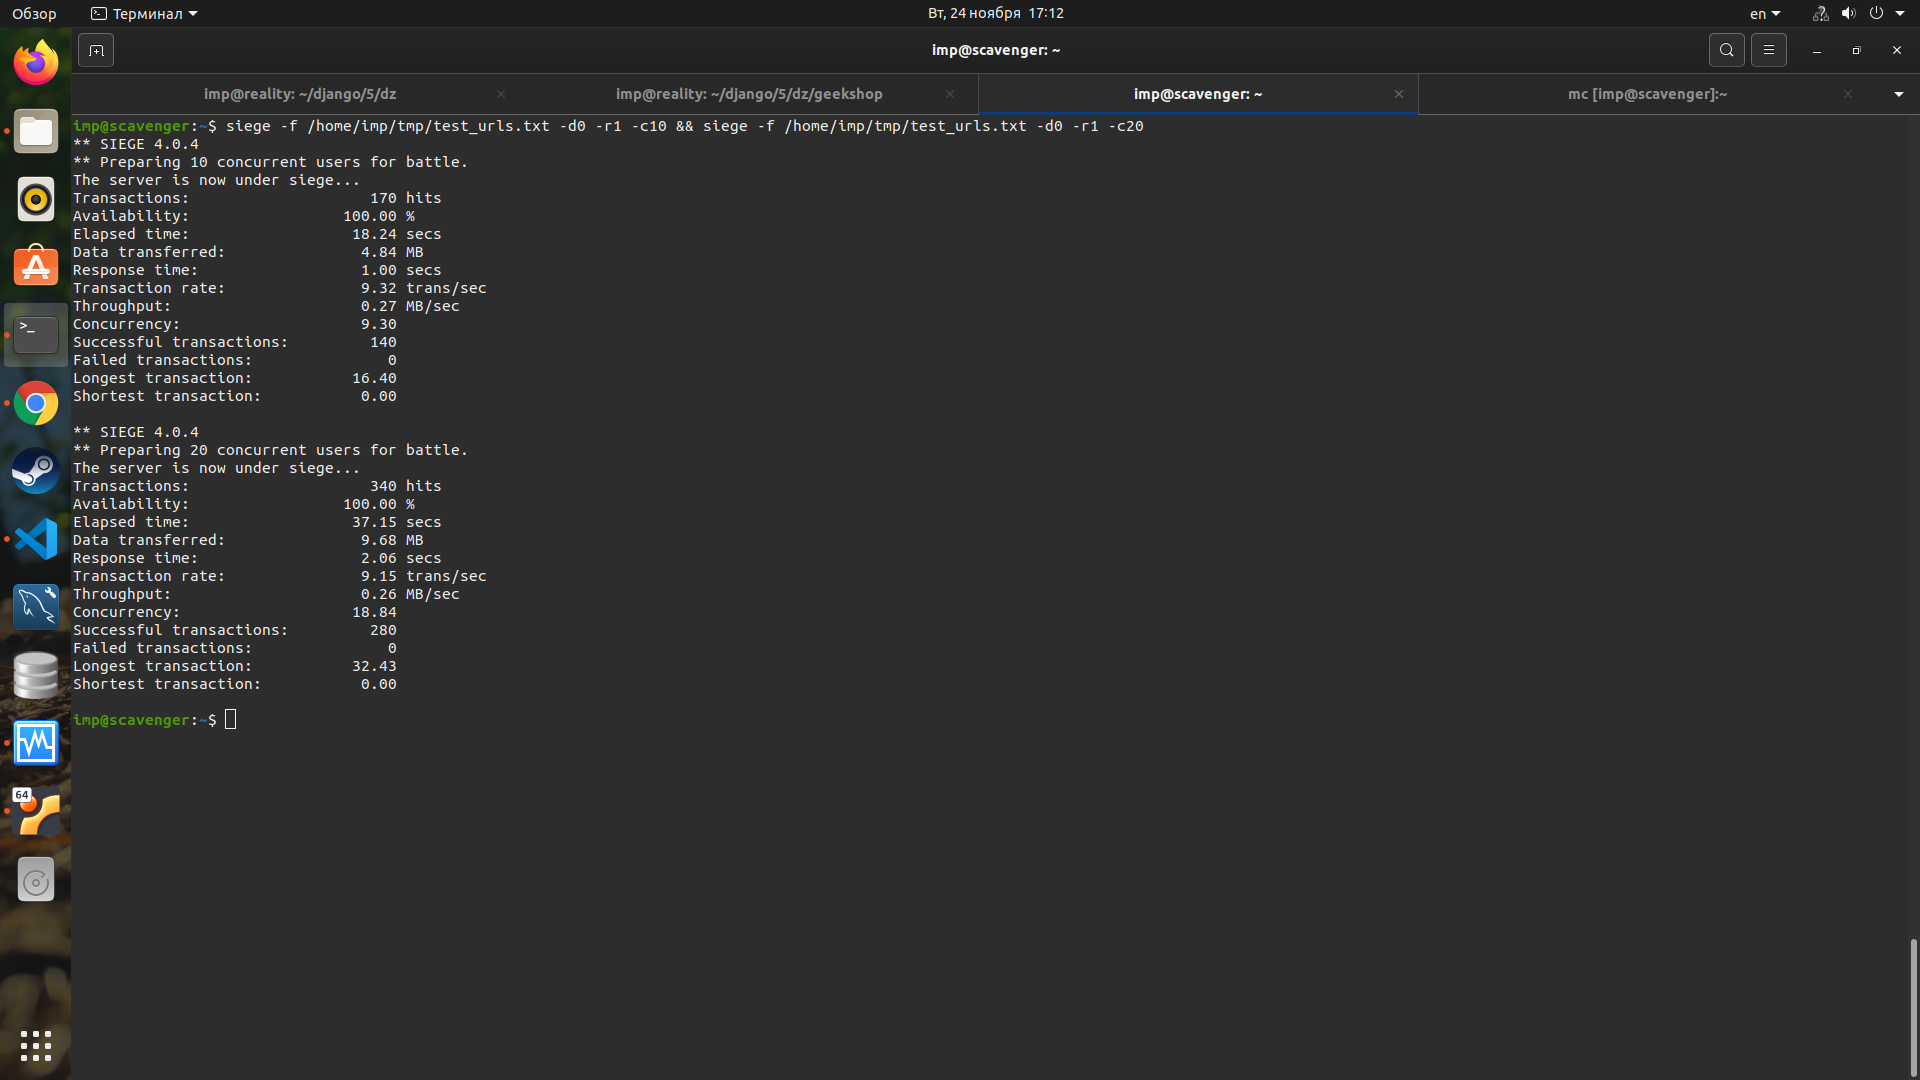 Обзор
Терминал
Вт, 24 ноября 17:12
en
imp@scavenger: ~
imp@reality: ~/django/5/dz
imp@reality: ~/django/5/dz/geekshop
imp@scavenger: ~
mc [imp@scavenger]:~
imp@scavenger:~$ siege -f /home/imp/tmp/test_urls.txt -d0 -r1 -c10 && siege -f /home/imp/tmp/test_urls.txt -d0 -r1 -c20
** SIEGE 4.0.4
** Preparing 10 concurrent users for battle.
The server is now under siege...
Transactions: 170 hits
Availability: 100.00 %
Elapsed time: 18.24 secs
Data transferred: 4.84 MB
Response time: 1.00 secs
Transaction rate: 9.32 trans/sec
Throughput: 0.27 MB/sec
Concurrency: 9.30
Successful transactions: 140
Failed transactions: 0
Longest transaction: 16.40
Shortest transaction: 0.00
** SIEGE 4.0.4
** Preparing 20 concurrent users for battle.
The server is now under siege...
Transactions: 340 hits
Availability: 100.00 %
Elapsed time: 37.15 secs
Data transferred: 9.68 MB
Response time: 2.06 secs
Transaction rate: 9.15 trans/sec
Throughput: 0.26 MB/sec
Concurrency: 18.84
Successful transactions: 280
Failed transactions: 0
Longest transaction: 32.43
Shortest transaction: 0.00
imp@scavenger:~$
64